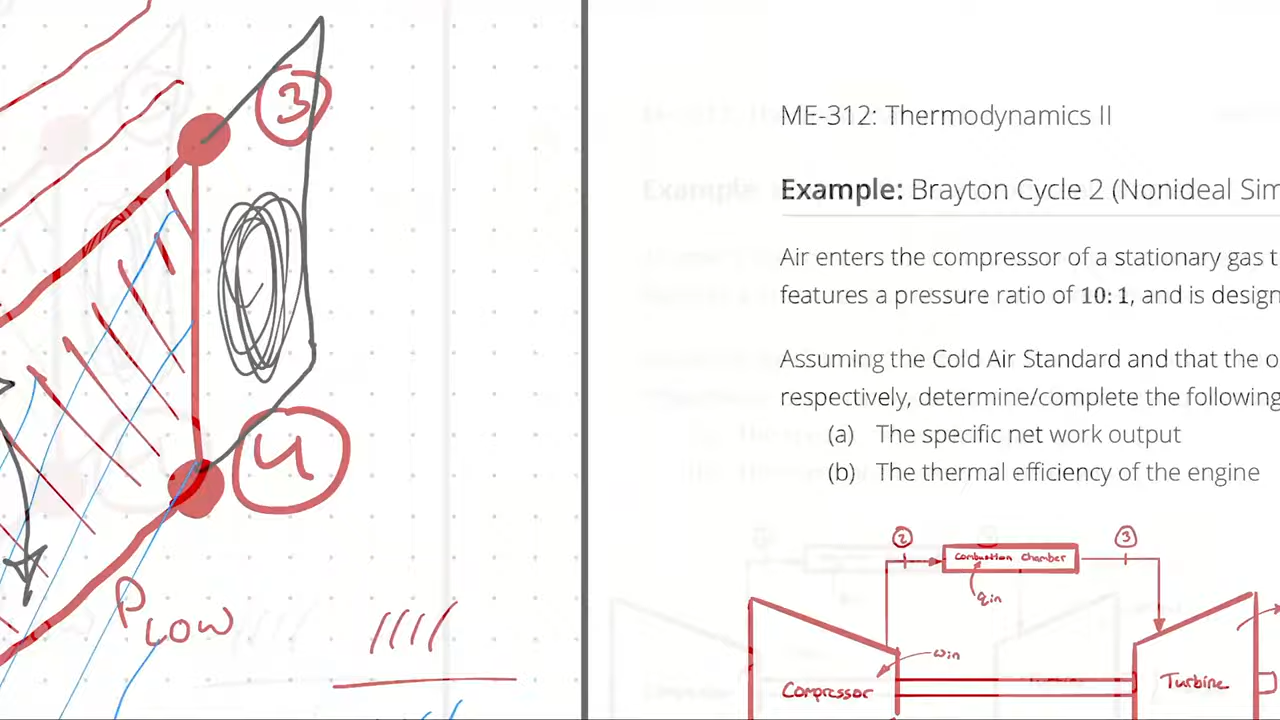 3
4
PLOW
ME-312: Thermodynamics II
Example: Brayton Cycle 2 (Nonideal Sim
Air enters the compressor of a stationary gas t
features a pressure ratio of 10:1, and is design
Assuming the Cold Air Standard and that the o
respectively, determine/complete the following
(a) The specific net work output
(b) The thermal efficiency of the engine
2
Combustion Chamber
3
qin
win
Compressor
Turbine